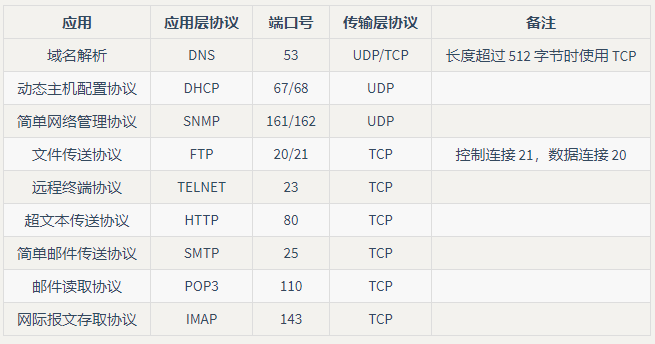 应用 应用层协议 端口号 传输层协议 备注
域名解析 DNS 53 UDP/TCP 长度超过 512 字节时使用 TCP
动态主机配置协议 DHCP 67/68 UDP
简单网络管理协议 SNMP 161/162 UDP
文件传送协议 FTP 20/21 TCP 控制连接 21，数据连接 20
远程终端协议 TELNET 23 TCP
超文本传送协议 HTTP 80 TCP
简单邮件传送协议 SMTP 25 TCP
邮件读取协议 POP3 110 TCP
网际报文存取协议 IMAP 143 TCP